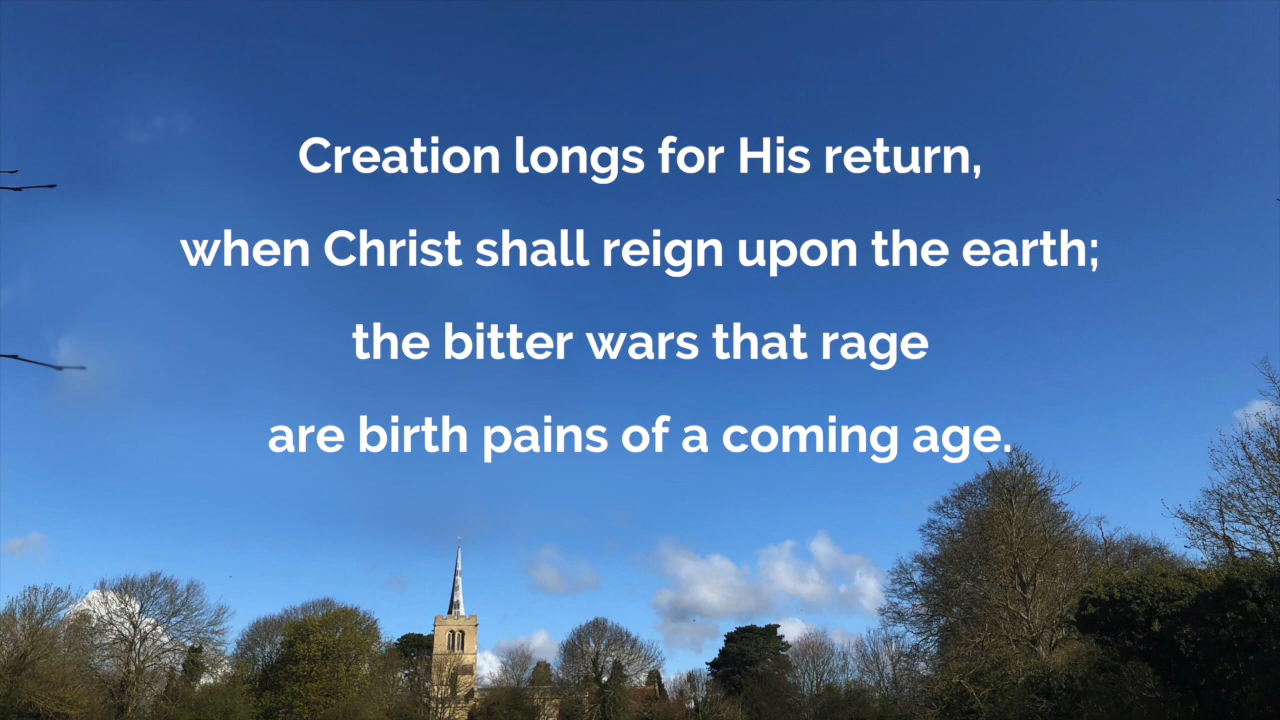 Creation longs for His return,
when Christ shall reign upon the earth;
the bitter wars that rage
are birth pains of a coming age.